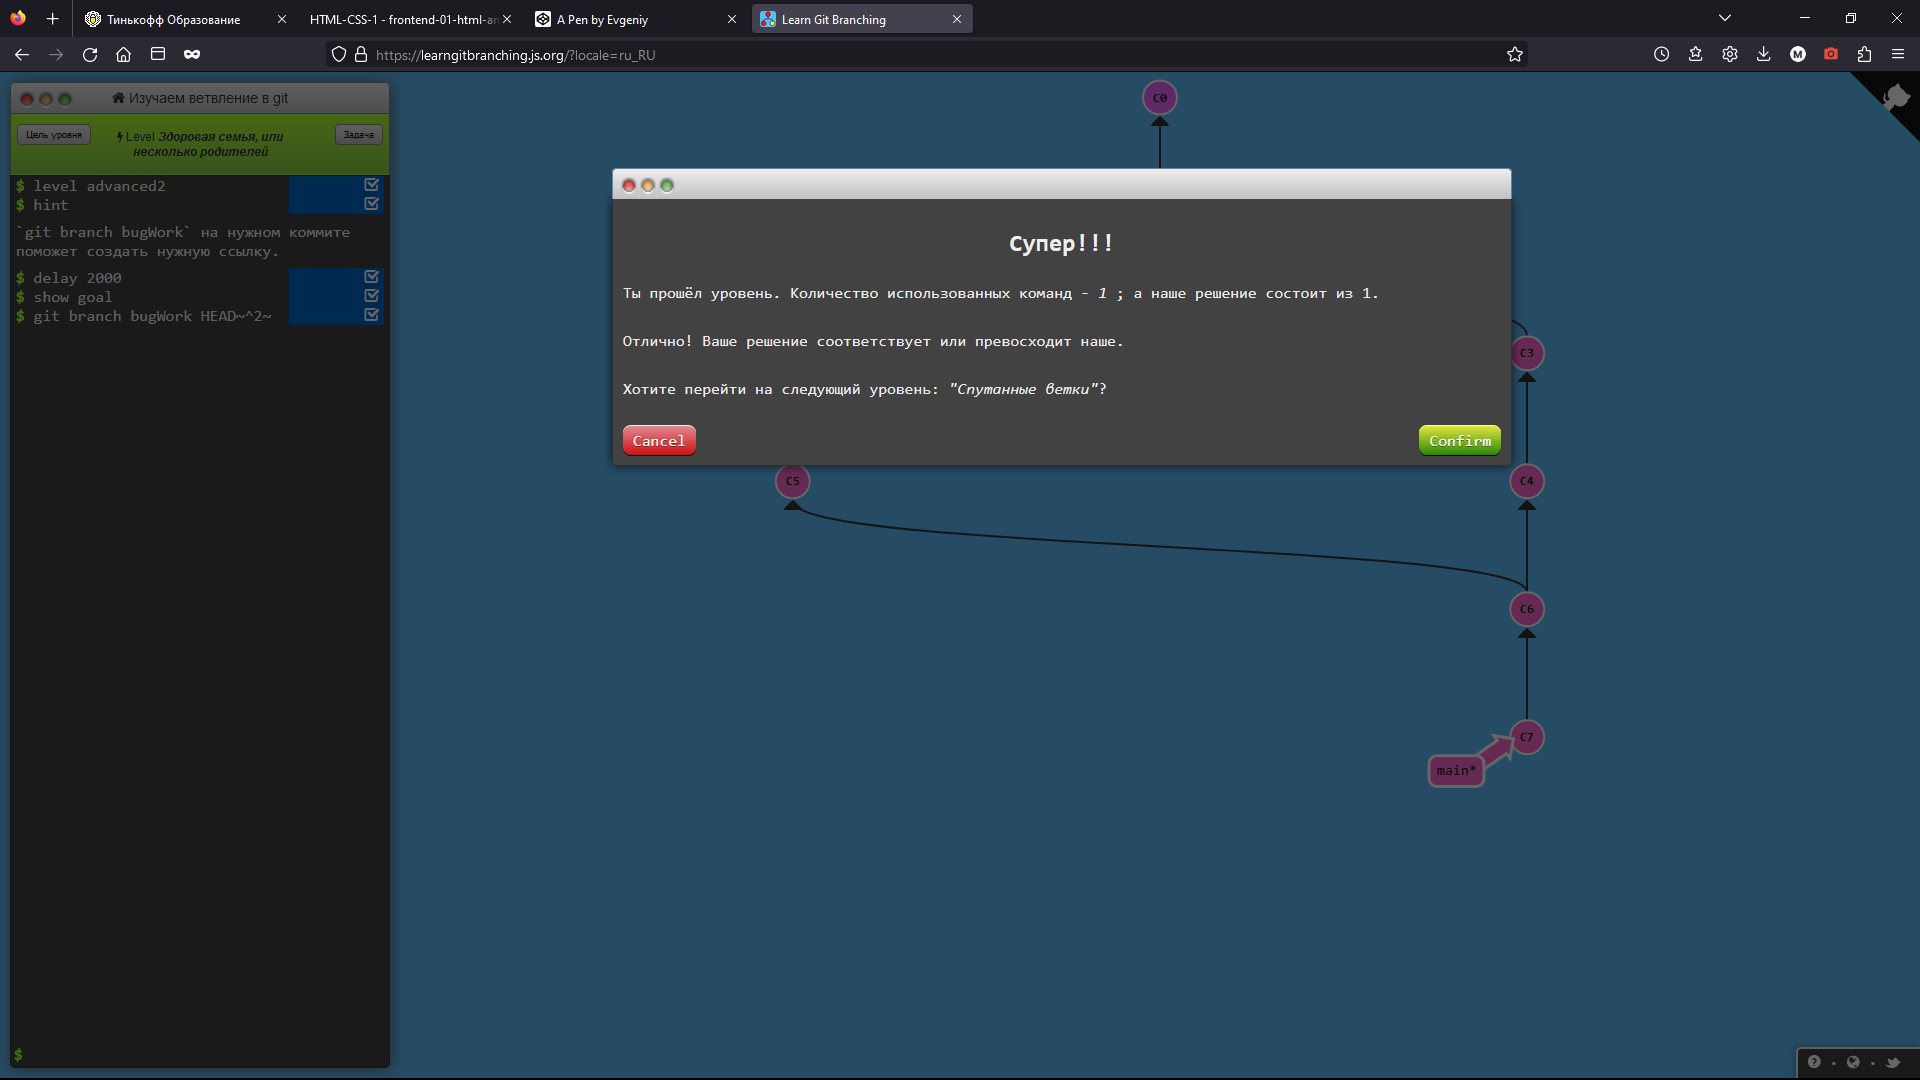 Тинькофф Образование
HTML-CSS-1 - frontend-01-html-an
A Pen by Evgeniy
Learn Git Branching
https://learngitbranching.js.org/?locale=ru_RU
M
Изучаем ветвление в git
Цель уровня
Level Здоровая семья, или
несколько родителей
Задача
$ level advanced2
$ hint
`git branch bugWork` на нужном коммите
поможет создать нужную ссылку.
$ delay 2000
$ show goal
$ git branch bugWork HEAD~^2~
$
C0
Супер!!!
Ты прошёл уровень. Количество использованных команд - 1 ; а наше решение состоит из 1.
Отлично! Ваше решение соответствует или превосходит наше.
Хотите перейти на следующий уровень: "Спутанные ветки"?
Cancel
Confirm
C3
C5
C4
C6
C7
main*